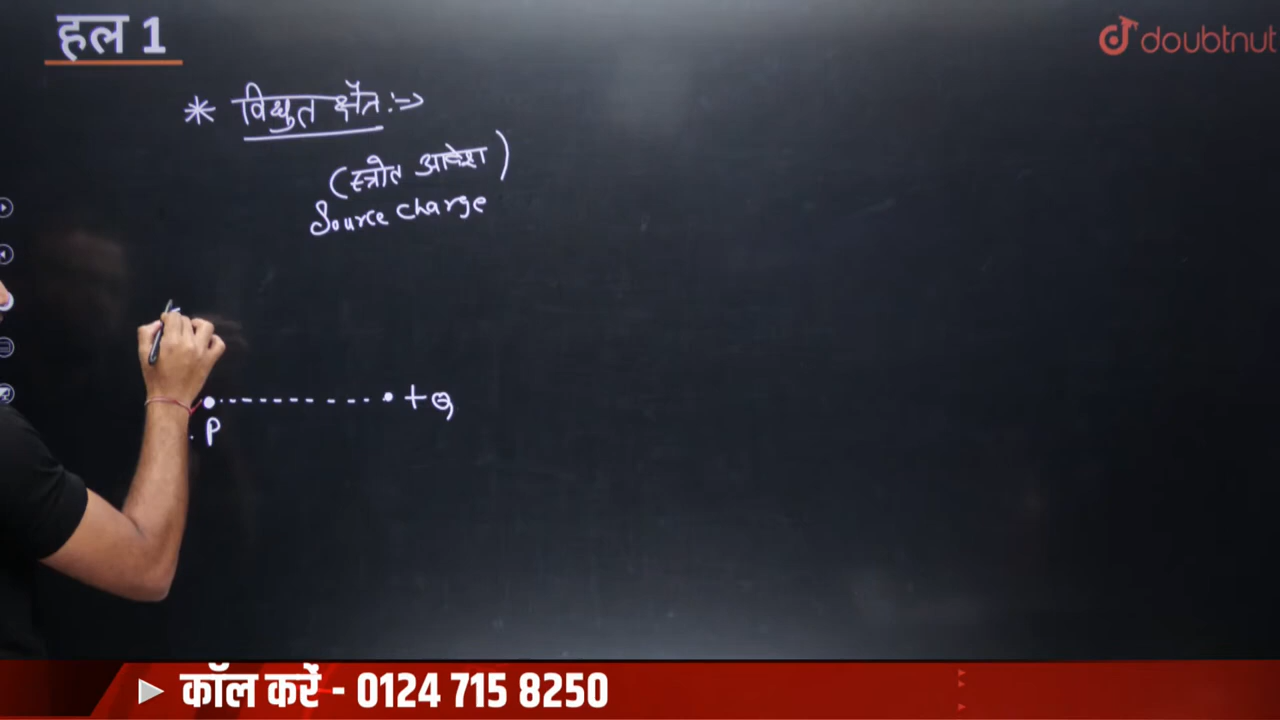 हल 1
doubtnut
* विद्युत क्षेत्र :→
(स्त्रोत आवेश)
Source charge
+Q
P
कॉल करें - 0124 715 8250